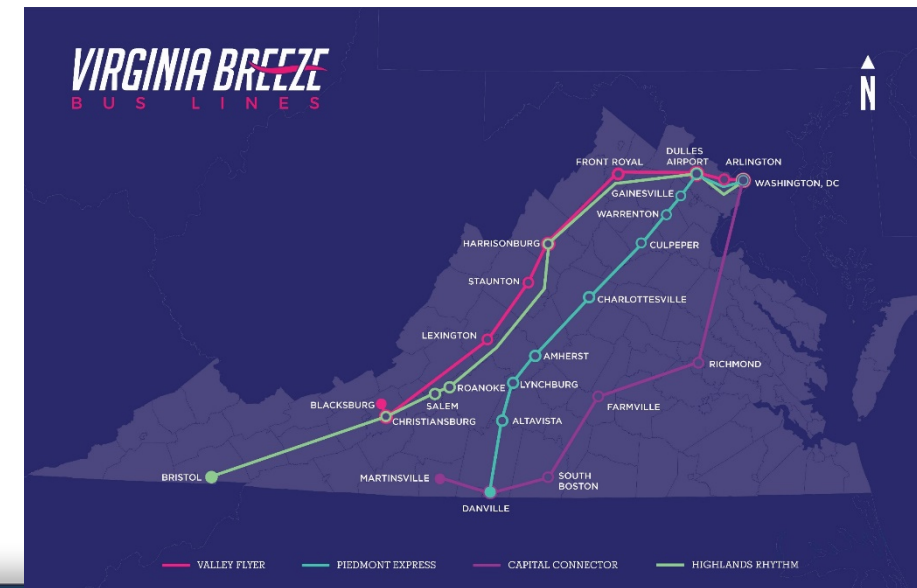 VIRGINIA BREEZE
BUS LINES
N
DULLES
AIRPORT
ARLINGTON
FRONT ROYAL
WASHINGTON, DC
GAINESVILLE
WARRENTON
HARRISONBURG
CULPEPER
STAUNTON
CHARLOTTESVILLE
LEXINGTON
AMHERST
RICHMOND
ROANOKE
LYNCHBURG
SALEM
BLACKSBURG
FARMVILLE
CHRISTIANSBURG
ALTAVISTA
BRISTOL
MARTINSVILLE
SOUTH
BOSTON
DANVILLE
VALLEY FLYER
PIEDMONT EXPRESS
CAPITAL CONNECTOR
HIGHLANDS RHYTHM